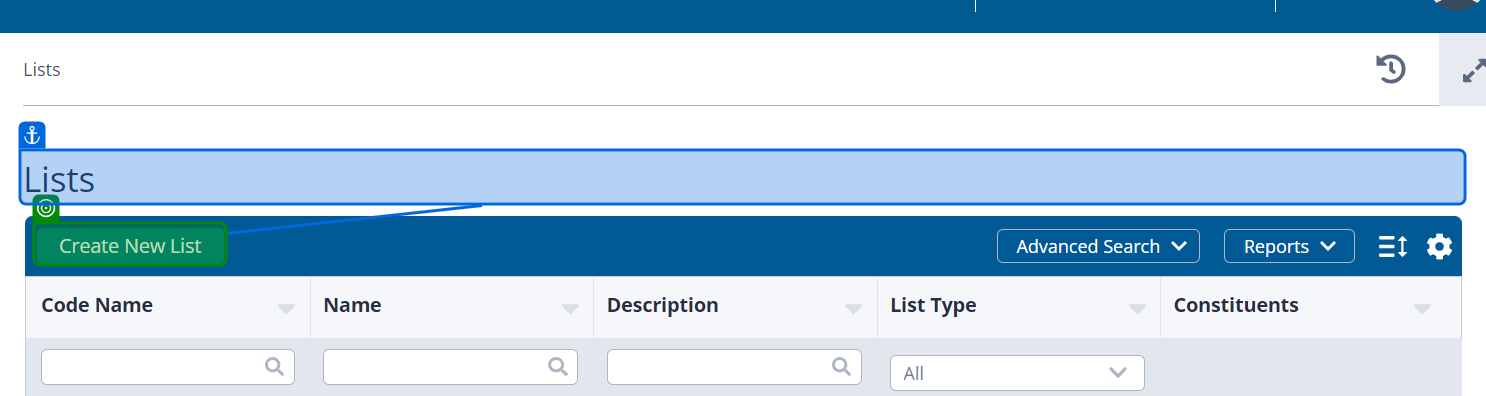 Lists
Lists
Create New List
Advanced Search
Reports
Code Name
Name
Description
List Type
Constituents
All